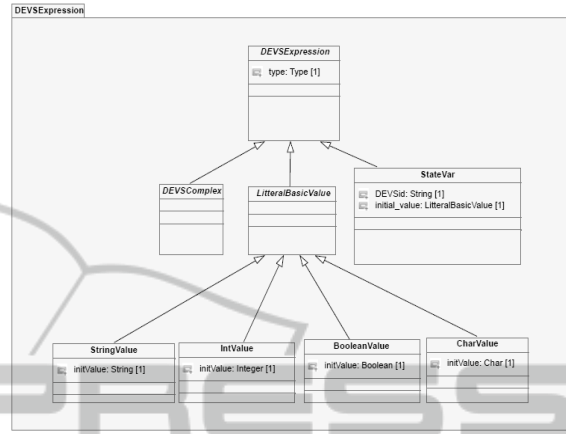 DEVSExpression
DEVSExpression
type: Type [1]
DEVSComplex
LitteralBasicValue
StateVar
DEVSid: String [1]
initial_value: LitteralBasicValue [1]
StringValue
initValue: String [1]
IntValue
initValue: Integer [1]
BooleanValue
initValue: Boolean [1]
CharValue
initValue: Char [1]
PRESS